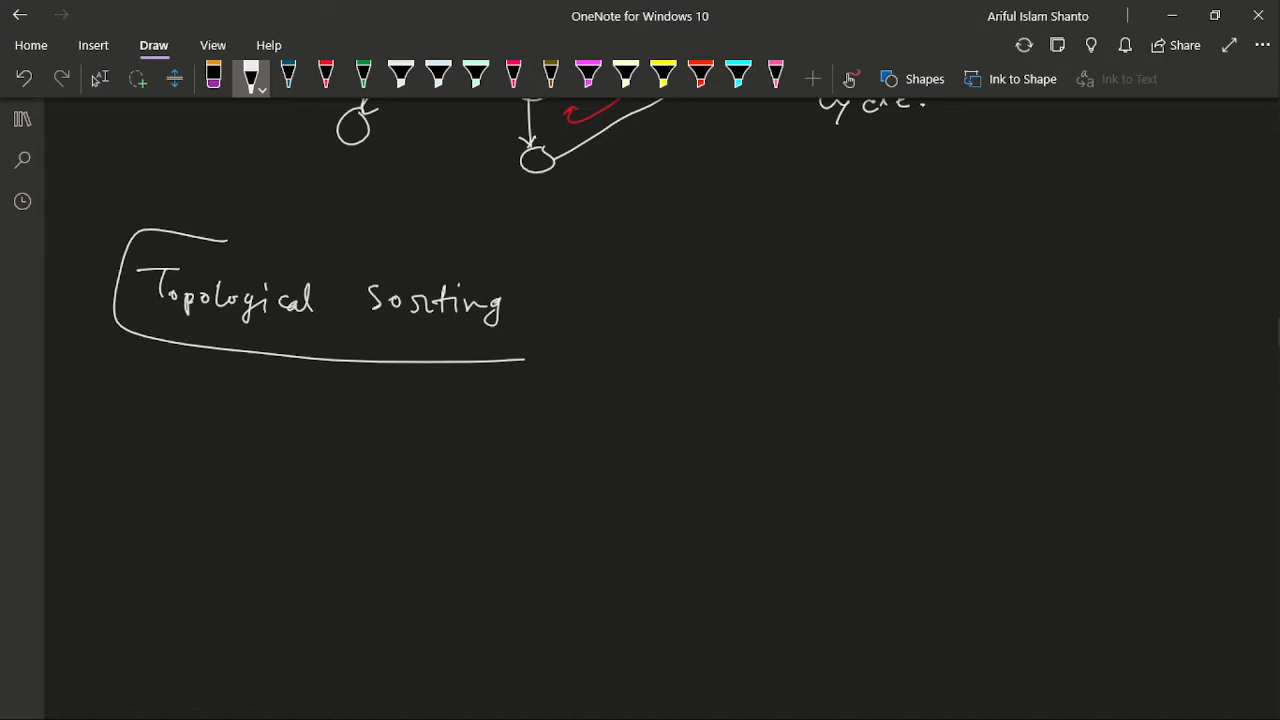 OneNote for Windows 10
Ariful Islam Shanto
Home Insert Draw View Help
Share
Shapes
Ink to Shape
Ink to Text
Topological Sorting